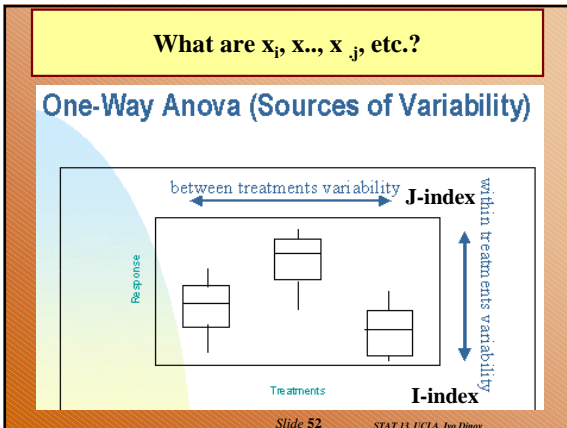 What are xᵢ, x.., x .ⱼ, etc.?
One-Way Anova (Sources of Variability)
between treatments variability
J-index
within treatments variability
Response
Treatments
I-index
Slide 52
STAT 13, UCLA, Ivo Dinov